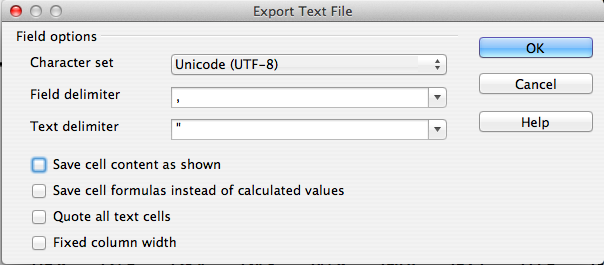 Export Text File
Field options
Character set
Unicode (UTF-8)
OK
Cancel
Field delimiter
,
Text delimiter
"
Help
Save cell content as shown
Save cell formulas instead of calculated values
Quote all text cells
Fixed column width